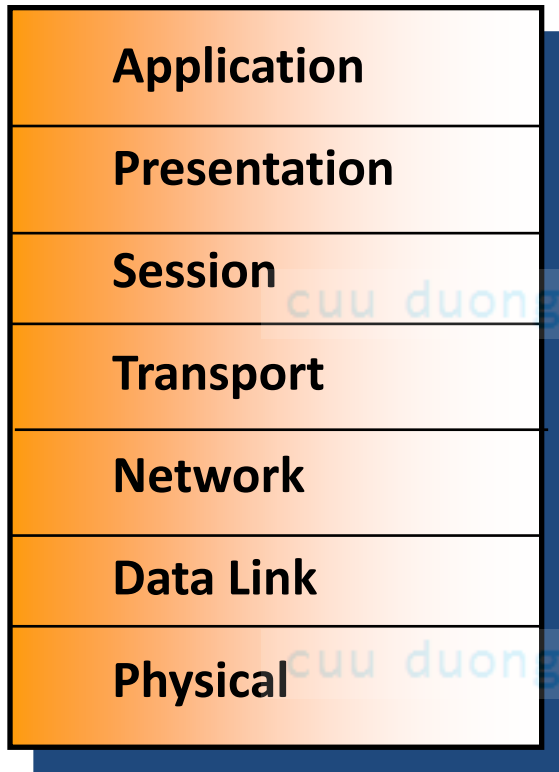 Application
Presentation
Session
cuu duong
Transport
Network
Data Link
Physical
cuu duong